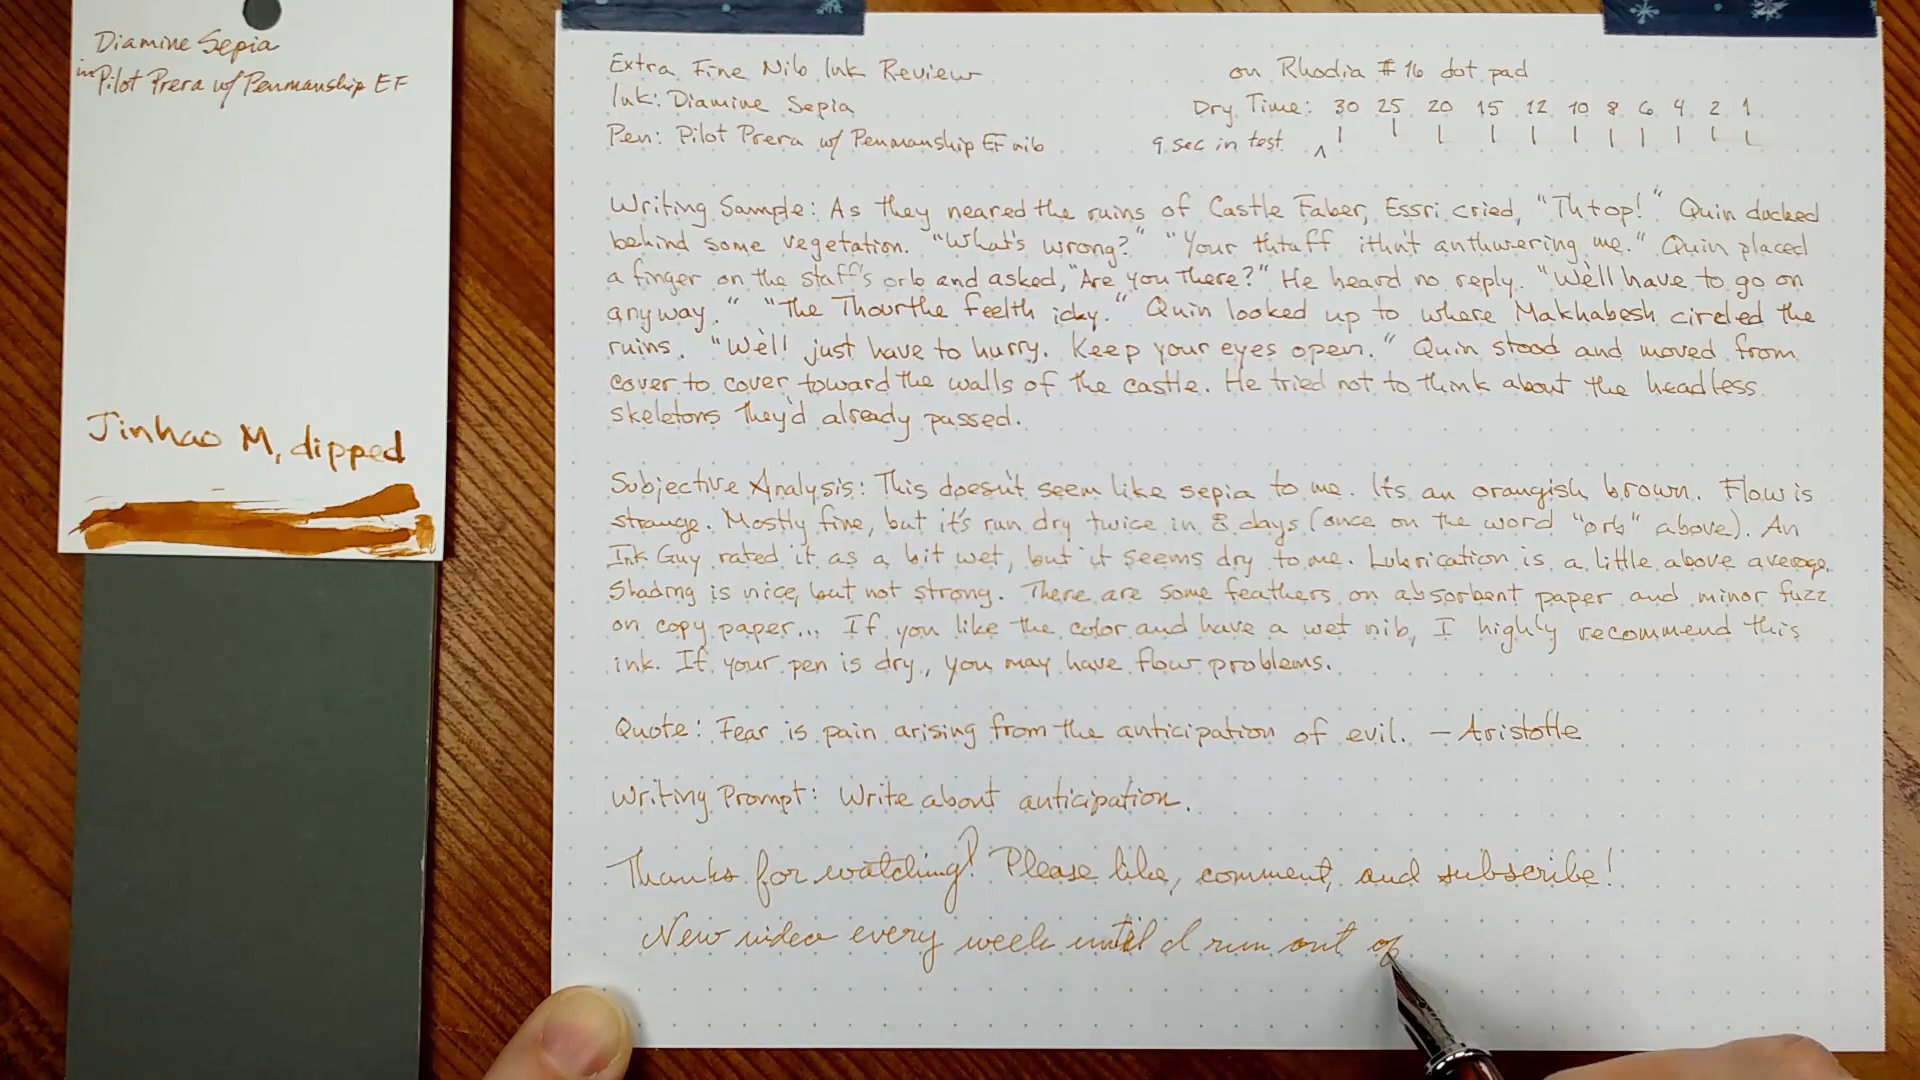 Diamine Sepia
in Pilot Prera w/ Penmanship EF
Jinhao M, dipped
Extra Fine Nib Ink Review
on Rhodia #16 dot pad
Ink: Diamine Sepia
Dry Time: 30 25 20 15 12 10 8 6 4 2 1
Pen: Pilot Prera w/ Penmanship EF nib
9 sec in test
Writing Sample: As they neared the ruins of Castle Faber, Essri cried, "Thtop!" Quin ducked
behind some vegetation. "What's wrong?" "Your thtaff ithn't anthwering me." Quin placed
a finger on the staff's orb and asked, "Are you there?" He heard no reply. "We'll have to go on
anyway." "The Thourthe feelth icky." Quin looked up to where Makhabesh circled the
ruins. "We'll just have to hurry. Keep your eyes open." Quin stood and moved from
cover to cover toward the walls of the castle. He tried not to think about the headless
skeletons they'd already passed.
Subjective Analysis: This doesn't seem like sepia to me. It's an orangish brown. Flow is
strange. Mostly fine, but it's run dry twice in 8 days (once on the word "orb" above). An
Ink Guy rated it as a bit wet, but it seems dry to me. Lubrication is a little above average.
Shading is nice, but not strong. There are some feathers on absorbent paper and minor fuzz
on copy paper... If you like the color and have a wet nib, I highly recommend this
ink. If your pen is dry, you may have flow problems.
Quote: Fear is pain arising from the anticipation of evil. - Aristotle
Writing Prompt: Write about anticipation.
Thanks for watching! Please like, comment, and subscribe!
New video every week until I run out of